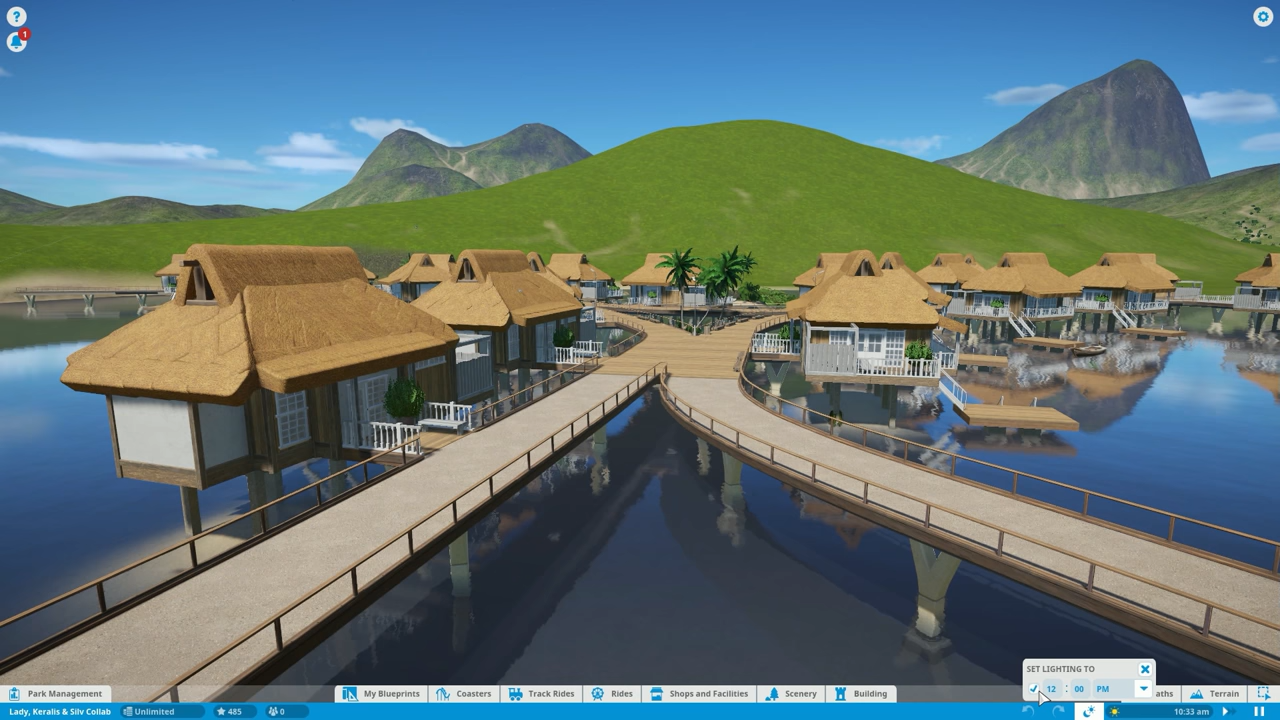 ?
1
SET LIGHTING TO
12 : 00 PM
Park Management
My Blueprints
Coasters
Track Rides
Rides
Shops and Facilities
Scenery
Building
aths
Terrain
Lady, Keralis & Silv Collab
Unlimited
485
0
10:33 am